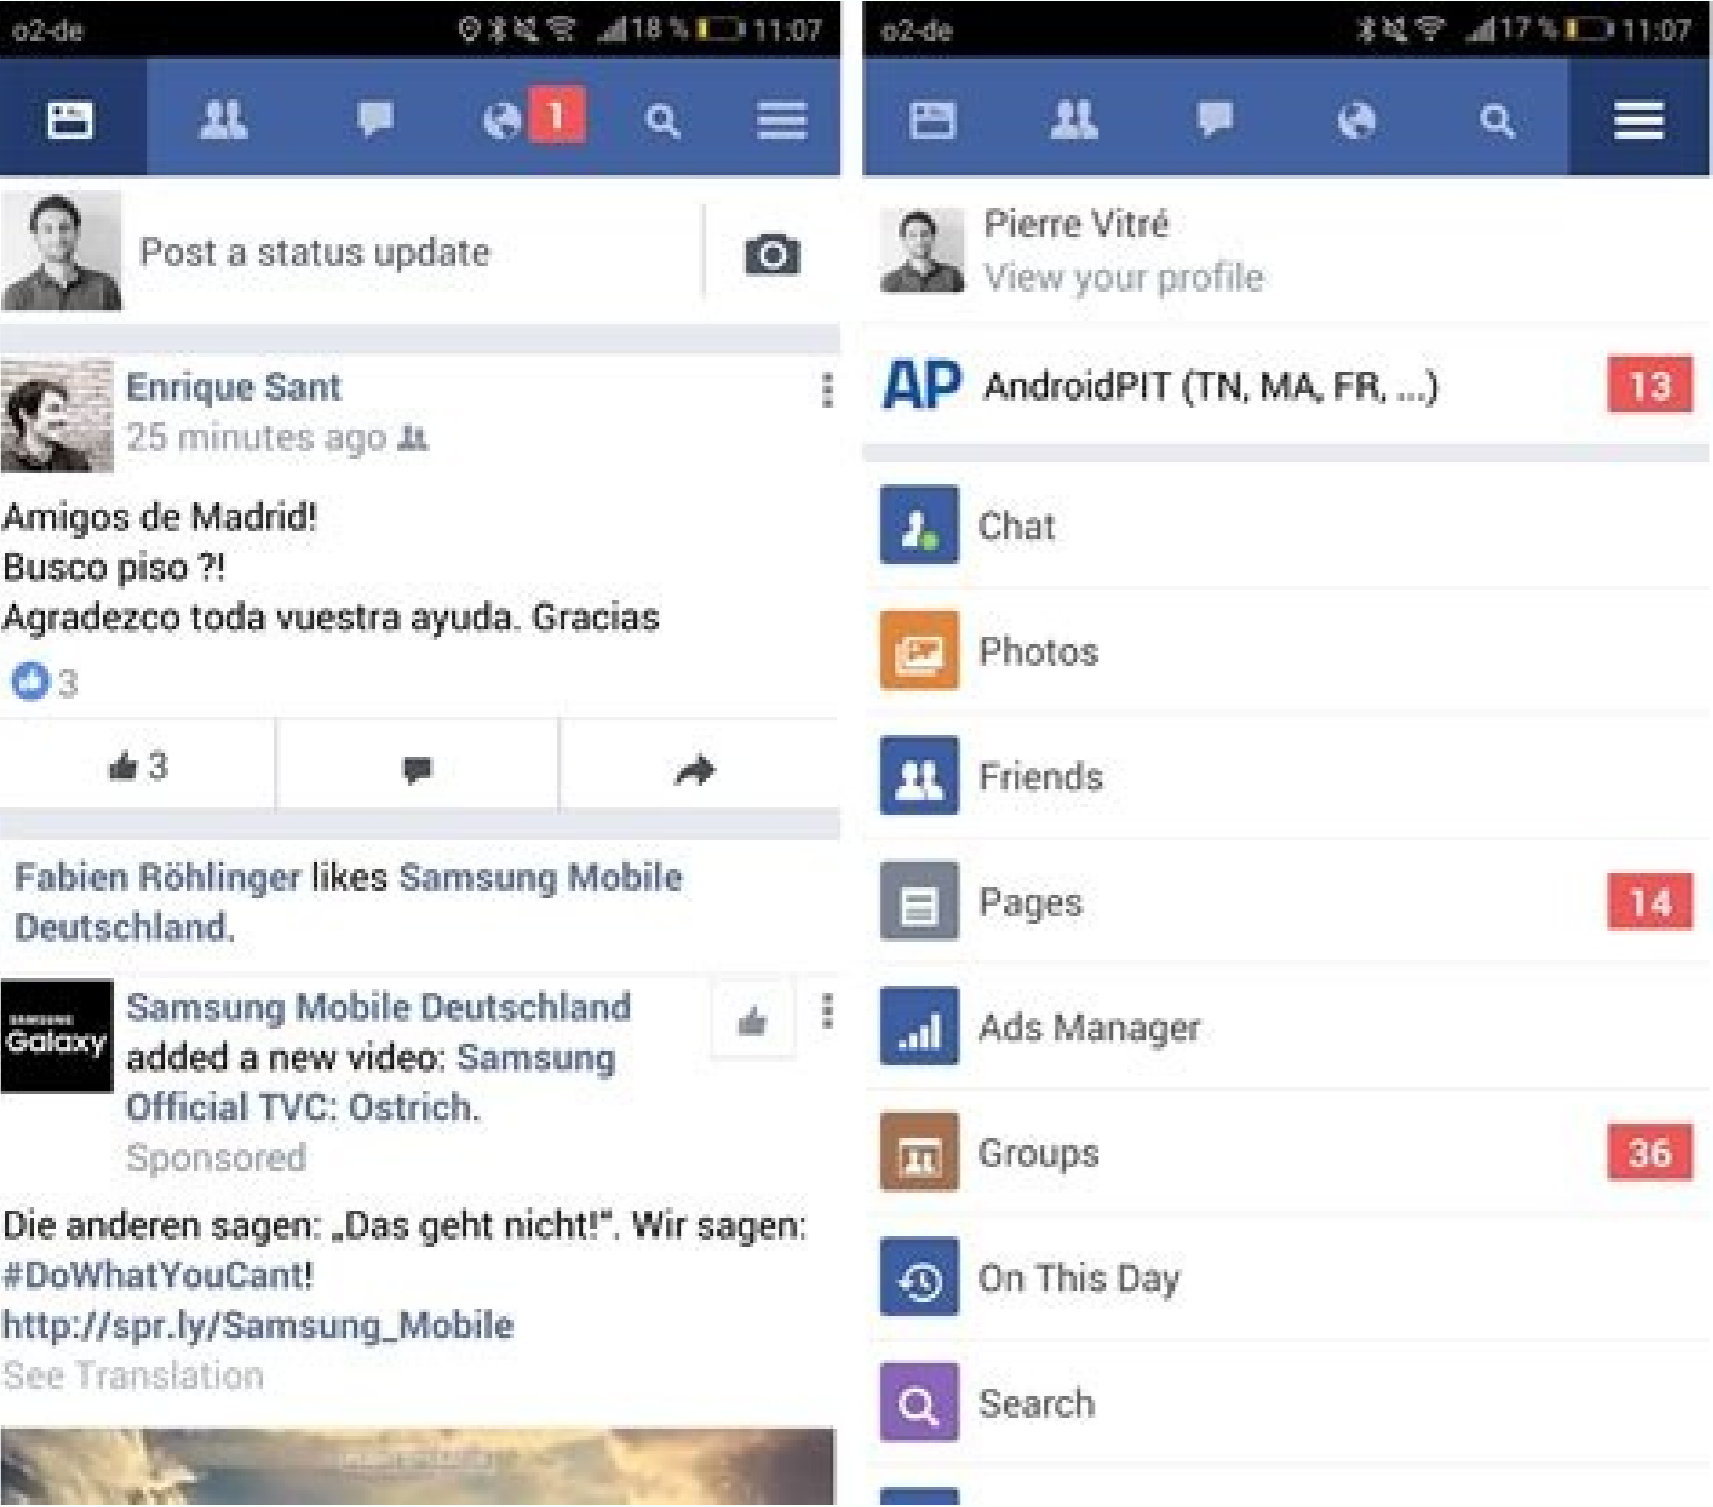 o2-de 18 % 11:07
1
Post a status update
Enrique Sant
25 minutes ago
Amigos de Madrid!
Busco piso ?!
Agradezco toda vuestra ayuda. Gracias
3
3
Fabien Röhlinger likes Samsung Mobile
Deutschland.
SAMSUNG
Galaxy
Samsung Mobile Deutschland
added a new video: Samsung
Official TVC: Ostrich.
Sponsored
Die anderen sagen: „Das geht nicht!“. Wir sagen:
#DoWhatYouCant!
http://spr.ly/Samsung_Mobile
See Translation
o2-de 17 % 11:07
Pierre Vitré
View your profile
AP AndroidPIT (TN, MA, FR, ...) 13
Chat
Photos
Friends
Pages 14
Ads Manager
Groups 36
On This Day
Search